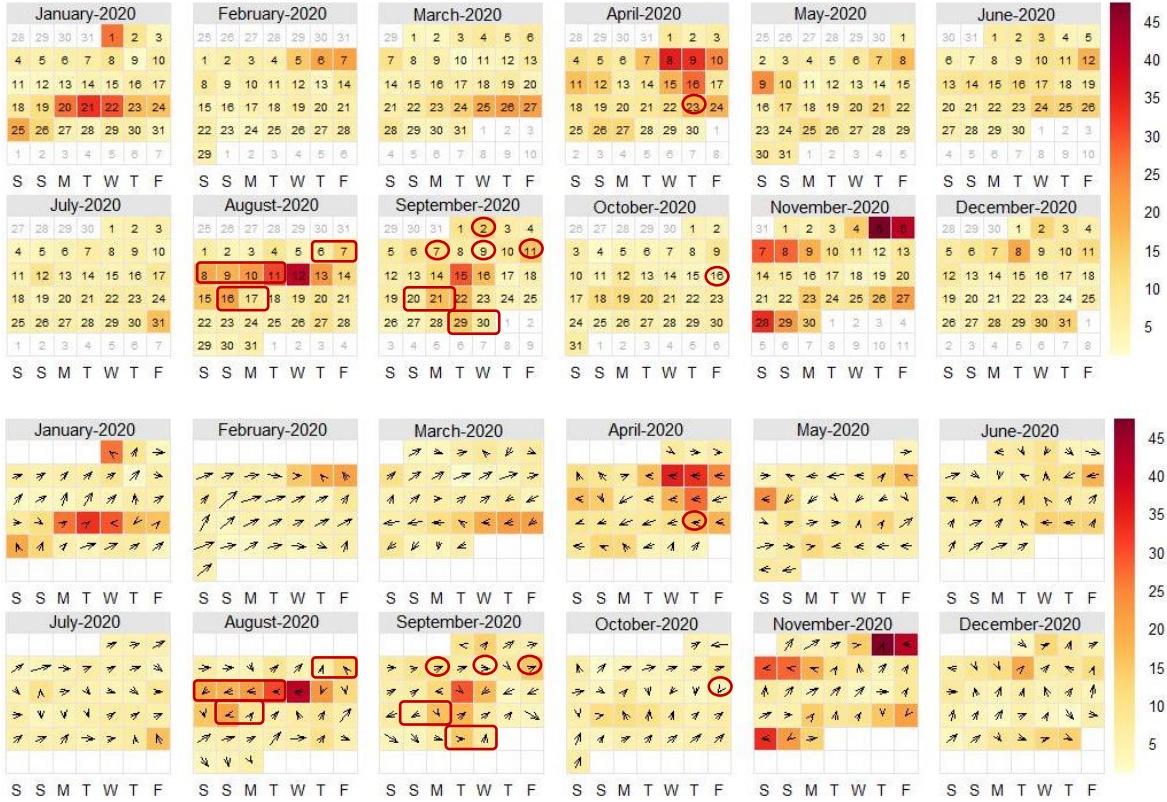 January-2020
28 29 30 31 1 2 3
4 5 6 7 8 9 10
11 12 13 14 15 16 17
18 19 20 21 22 23 24
25 26 27 28 29 30 31
1 2 3 4 5 6 7
S S M T W T F
February-2020
25 26 27 28 29 30 31
1 2 3 4 5 6 7
8 9 10 11 12 13 14
15 16 17 18 19 20 21
22 23 24 25 26 27 28
29 1 2 3 4 5 6
S S M T W T F
March-2020
29 1 2 3 4 5 6
7 8 9 10 11 12 13
14 15 16 17 18 19 20
21 22 23 24 25 26 27
28 29 30 31 1 2 3
4 5 6 7 8 9 10
S S M T W T F
April-2020
28 29 30 31 1 2 3
4 5 6 7 8 9 10
11 12 13 14 15 16 17
18 19 20 21 22 23 24
25 26 27 28 29 30 1
2 3 4 5 6 7 8
S S M T W T F
May-2020
25 26 27 28 29 30 1
2 3 4 5 6 7 8
9 10 11 12 13 14 15
16 17 18 19 20 21 22
23 24 25 26 27 28 29
30 31 1 2 3 4 5
S S M T W T F
June-2020
30 31 1 2 3 4 5
6 7 8 9 10 11 12
13 14 15 16 17 18 19
20 21 22 23 24 25 26
27 28 29 30 1 2 3
4 5 6 7 8 9 10
S S M T W T F
July-2020
27 28 29 30 1 2 3
4 5 6 7 8 9 10
11 12 13 14 15 16 17
18 19 20 21 22 23 24
25 26 27 28 29 30 31
1 2 3 4 5 6 7
S S M T W T F
August-2020
25 26 27 28 29 30 31
1 2 3 4 5 6 7
8 9 10 11 12 13 14
15 16 17 18 19 20 21
22 23 24 25 26 27 28
29 30 31 1 2 3 4
S S M T W T F
September-2020
29 30 31 1 2 3 4
5 6 7 8 9 10 11
12 13 14 15 16 17 18
19 20 21 22 23 24 25
26 27 28 29 30 1 2
3 4 5 6 7 8 9
S S M T W T F
October-2020
26 27 28 29 30 1 2
3 4 5 6 7 8 9
10 11 12 13 14 15 16
17 18 19 20 21 22 23
24 25 26 27 28 29 30
31 1 2 3 4 5 6
S S M T W T F
November-2020
31 1 2 3 4 5 6
7 8 9 10 11 12 13
14 15 16 17 18 19 20
21 22 23 24 25 26 27
28 29 30 1 2 3 4
5 6 7 8 9 10 11
S S M T W T F
December-2020
28 29 30 1 2 3 4
5 6 7 8 9 10 11
12 13 14 15 16 17 18
19 20 21 22 23 24 25
26 27 28 29 30 31 1
2 3 4 5 6 7 8
S S M T W T F
45
40
35
30
25
20
15
10
5
January-2020
S S M T W T F
February-2020
S S M T W T F
March-2020
S S M T W T F
April-2020
S S M T W T F
May-2020
S S M T W T F
June-2020
S S M T W T F
July-2020
S S M T W T F
August-2020
S S M T W T F
September-2020
S S M T W T F
October-2020
S S M T W T F
November-2020
S S M T W T F
December-2020
S S M T W T F
45
40
35
30
25
20
15
10
5